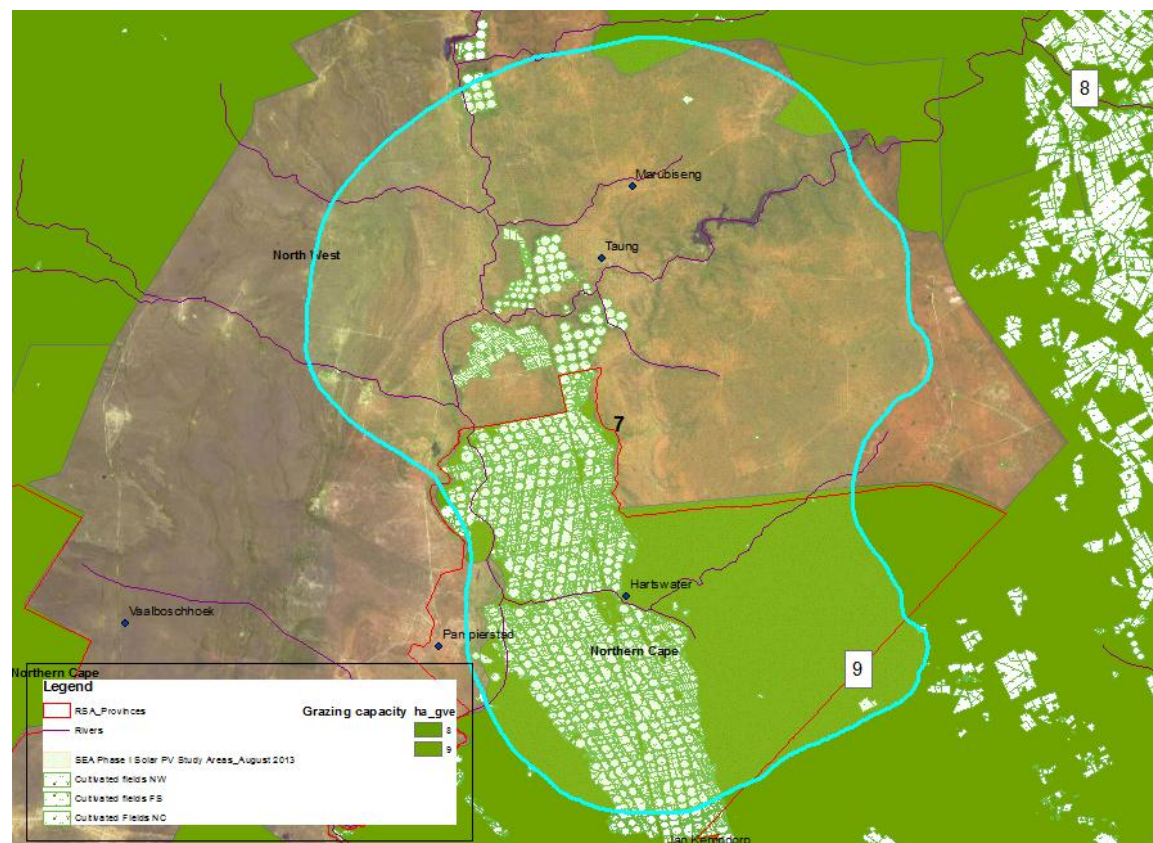 8
Marubiseng
Taung
North West
7
Hartswater
Vaalboschhoek
Pampierstad
Northern Cape
9
Northern Cape
Legend
RSA_Provinces
Rivers
SEA Phase I Solar PV Study Areas_August 2013
Cultivated fields NW
Cultivated fields FS
Cultivated Fields NC
Grazing capacity ha_gve
8
9
Jan Kempdorp